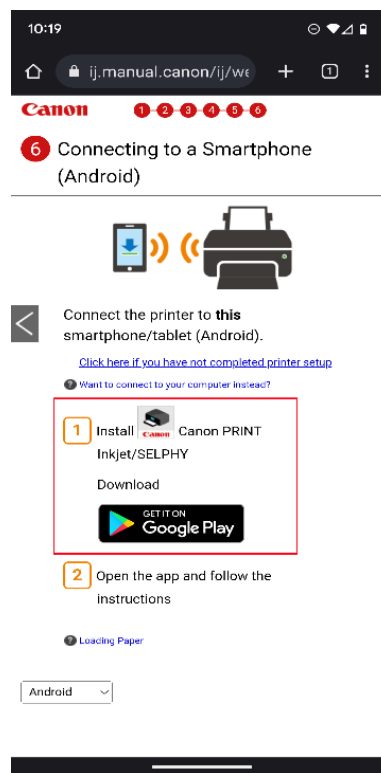 10:19
ij.manual.canon/ij/we
1
Canon
1 2 3 4 5 6
6 Connecting to a Smartphone
(Android)
Connect the printer to this
smartphone/tablet (Android).
Click here if you have not completed printer setup
? Want to connect to your computer instead?
1 Install Canon Canon PRINT
Inkjet/SELPHY
Download
GET IT ON
Google Play
2 Open the app and follow the
instructions
? Loading Paper
Android